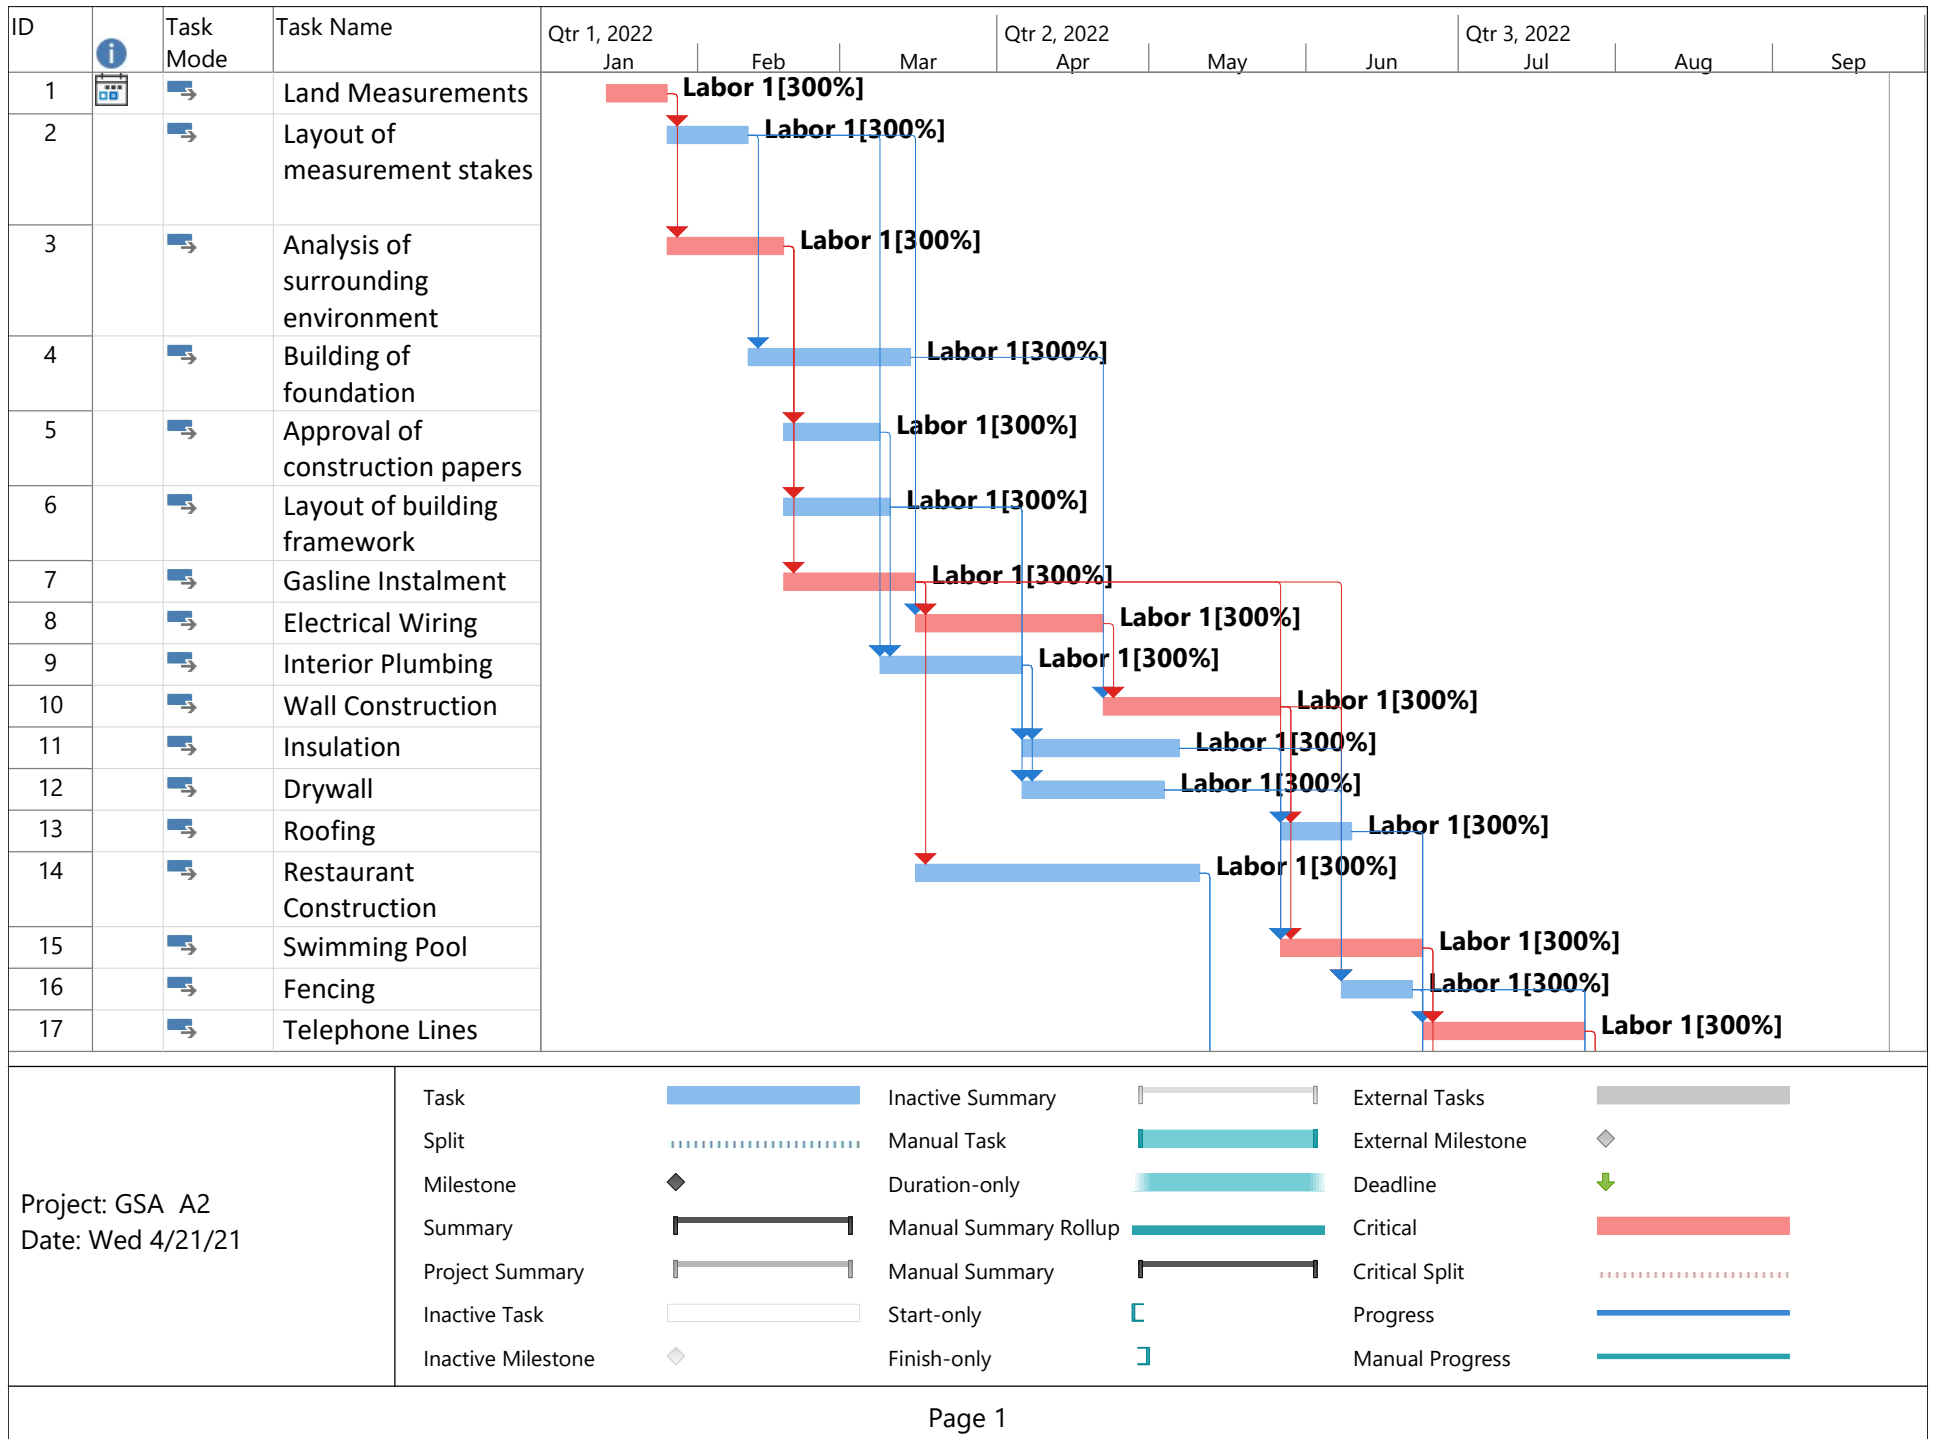 ID
Task
Mode
Task Name
Qtr 1, 2022
Qtr 2, 2022
Qtr 3, 2022
Jan
Feb
Mar
Apr
May
Jun
Jul
Aug
Sep
1
Land Measurements
Labor 1[300%]
2
Layout of
measurement stakes
Labor 1[300%]
3
Analysis of
surrounding
environment
Labor 1[300%]
4
Building of
foundation
Labor 1[300%]
5
Approval of
construction papers
Labor 1[300%]
6
Layout of building
framework
Labor 1[300%]
7
Gasline Instalment
Labor 1[300%]
8
Electrical Wiring
Labor 1[300%]
9
Interior Plumbing
Labor 1[300%]
10
Wall Construction
Labor 1[300%]
11
Insulation
Labor 1[300%]
12
Drywall
Labor 1[300%]
13
Roofing
Labor 1[300%]
14
Restaurant
Construction
Labor 1[300%]
15
Swimming Pool
Labor 1[300%]
16
Fencing
Labor 1[300%]
17
Telephone Lines
Labor 1[300%]
Project: GSA A2
Date: Wed 4/21/21
Task
Split
Milestone
Summary
Project Summary
Inactive Task
Inactive Milestone
Inactive Summary
Manual Task
Duration-only
Manual Summary Rollup
Manual Summary
Start-only
Finish-only
External Tasks
External Milestone
Deadline
Critical
Critical Split
Progress
Manual Progress
Page 1